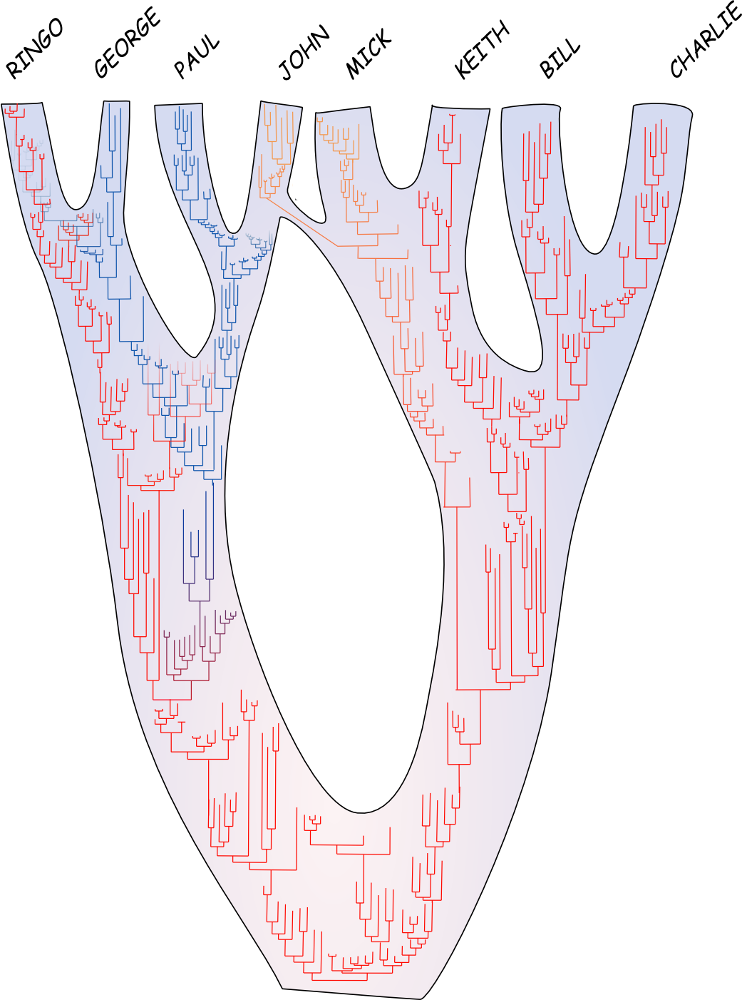 RINGO
GEORGE
PAUL
JOHN
MICK
KEITH
BILL
CHARLIE